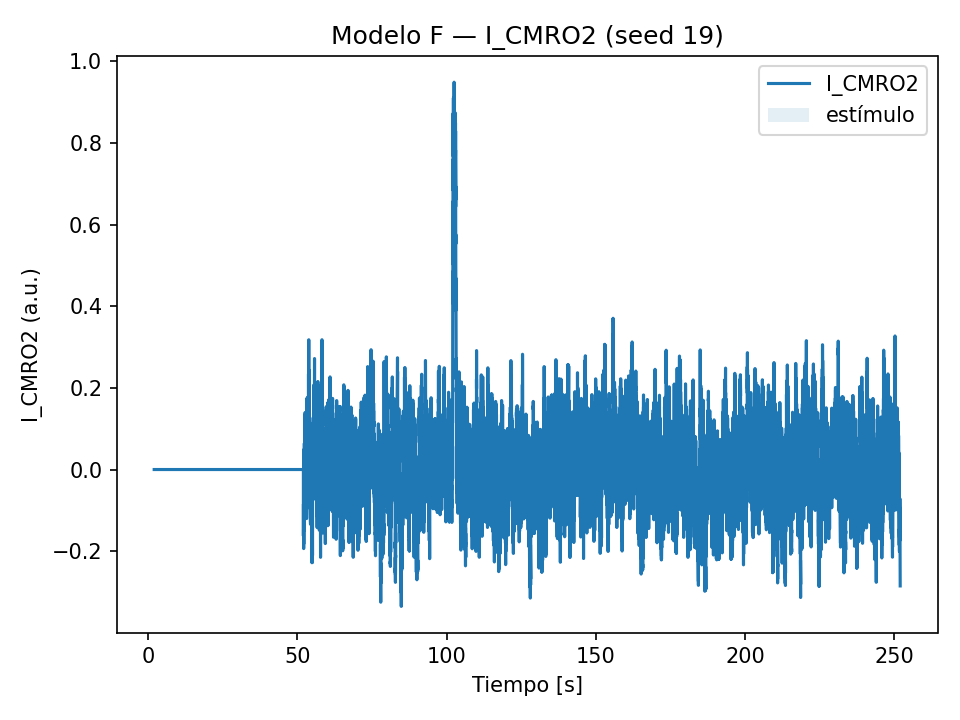 Modelo F — I_CMRO2 (seed 19)
I_CMRO2
estímulo
I_CMRO2 (a.u.)
1.0
0.8
0.6
0.4
0.2
0.0
−0.2
0 50 100 150 200 250
Tiempo [s]